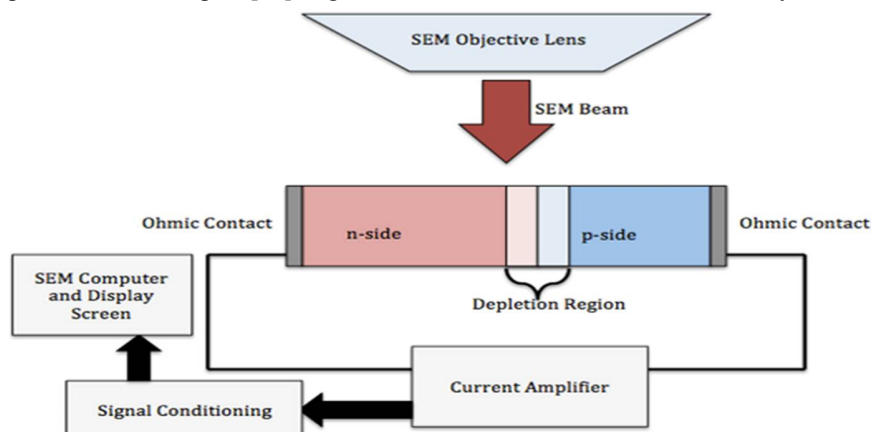 SEM Objective Lens
SEM Beam
Ohmic Contact
n-side
p-side
Ohmic Contact
SEM Computer
and Display
Screen
Depletion Region
Current Amplifier
Signal Conditioning